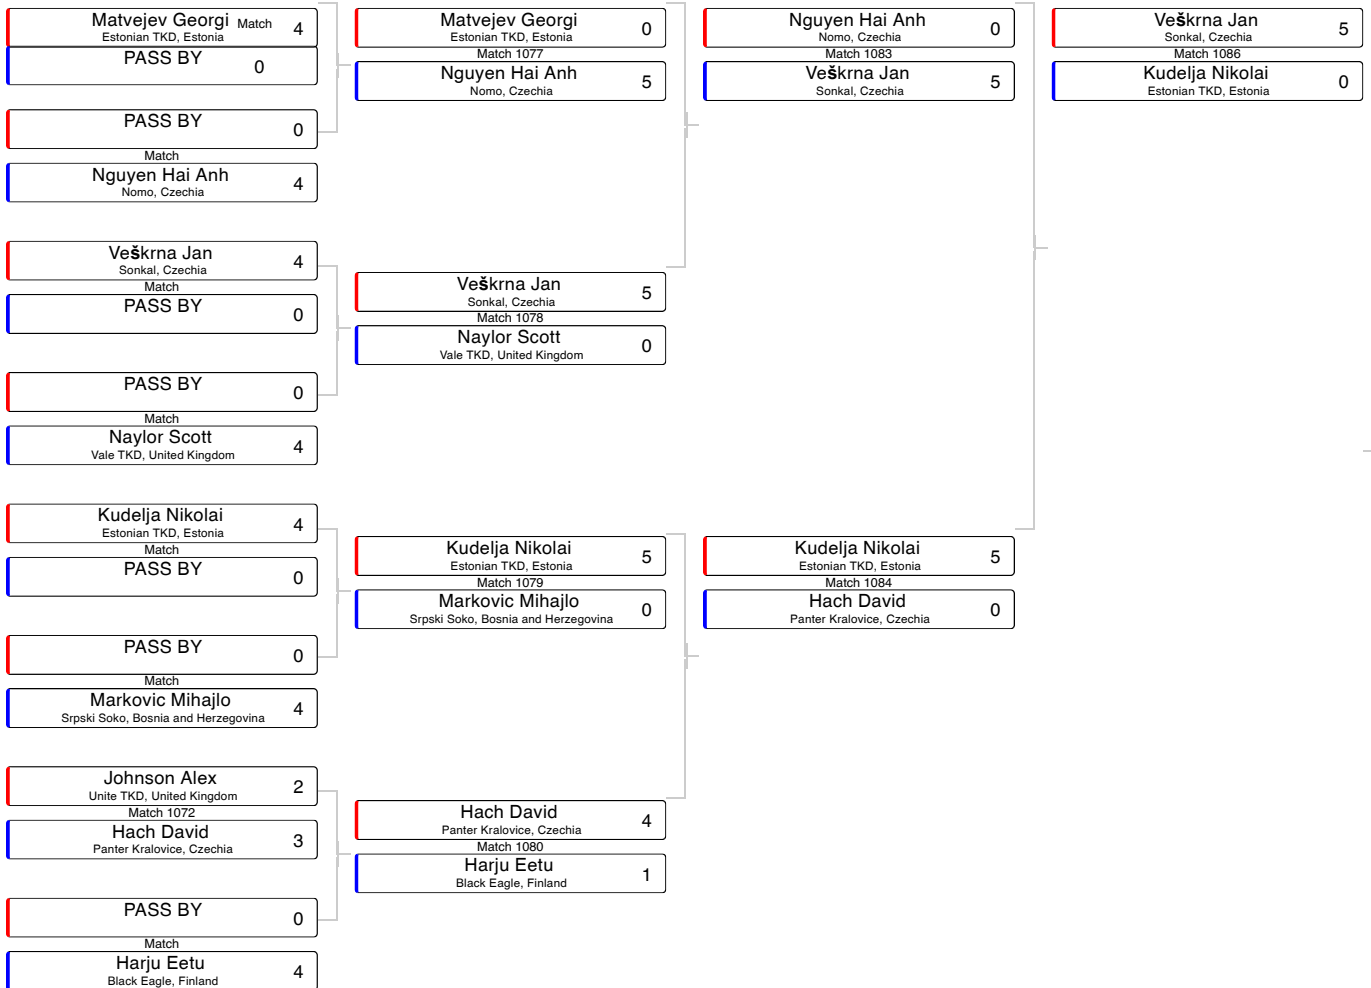 Matvejev Georgi Match 4
Estonian TKD, Estonia
PASS BY
0
PASS BY
0
Match
Nguyen Hai Anh
4
Nomo, Czechia
Veškrna Jan
4
Sonkal, Czechia
Match
PASS BY
0
PASS BY
0
Match
Naylor Scott
4
Vale TKD, United Kingdom
Kudelja Nikolai
4
Estonian TKD, Estonia
Match
PASS BY
0
PASS BY
0
Match
Markovic Mihajlo
4
Srpski Soko, Bosnia and Herzegovina
Johnson Alex
2
Unite TKD, United Kingdom
Match 1072
Hach David
3
Panter Kralovice, Czechia
PASS BY
0
Match
Harju Eetu
4
Black Eagle, Finland
Matvejev Georgi
0
Estonian TKD, Estonia
Match 1077
Nguyen Hai Anh
5
Nomo, Czechia
Veškrna Jan
5
Sonkal, Czechia
Match 1078
Naylor Scott
0
Vale TKD, United Kingdom
Kudelja Nikolai
5
Estonian TKD, Estonia
Match 1079
Markovic Mihajlo
0
Srpski Soko, Bosnia and Herzegovina
Hach David
4
Panter Kralovice, Czechia
Match 1080
Harju Eetu
1
Black Eagle, Finland
Nguyen Hai Anh
0
Nomo, Czechia
Match 1083
Veškrna Jan
5
Sonkal, Czechia
Kudelja Nikolai
5
Estonian TKD, Estonia
Match 1084
Hach David
0
Panter Kralovice, Czechia
Veškrna Jan
5
Sonkal, Czechia
Match 1086
Kudelja Nikolai
0
Estonian TKD, Estonia